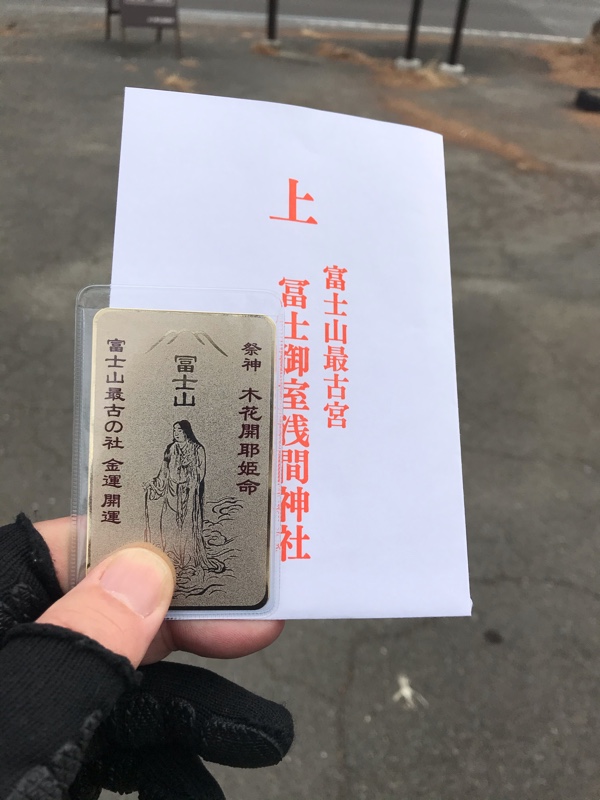 上
富士山最古宮
冨士御室浅間神社
冨士山
祭神 木花開耶姫命
富士山最古の社 金運 開運